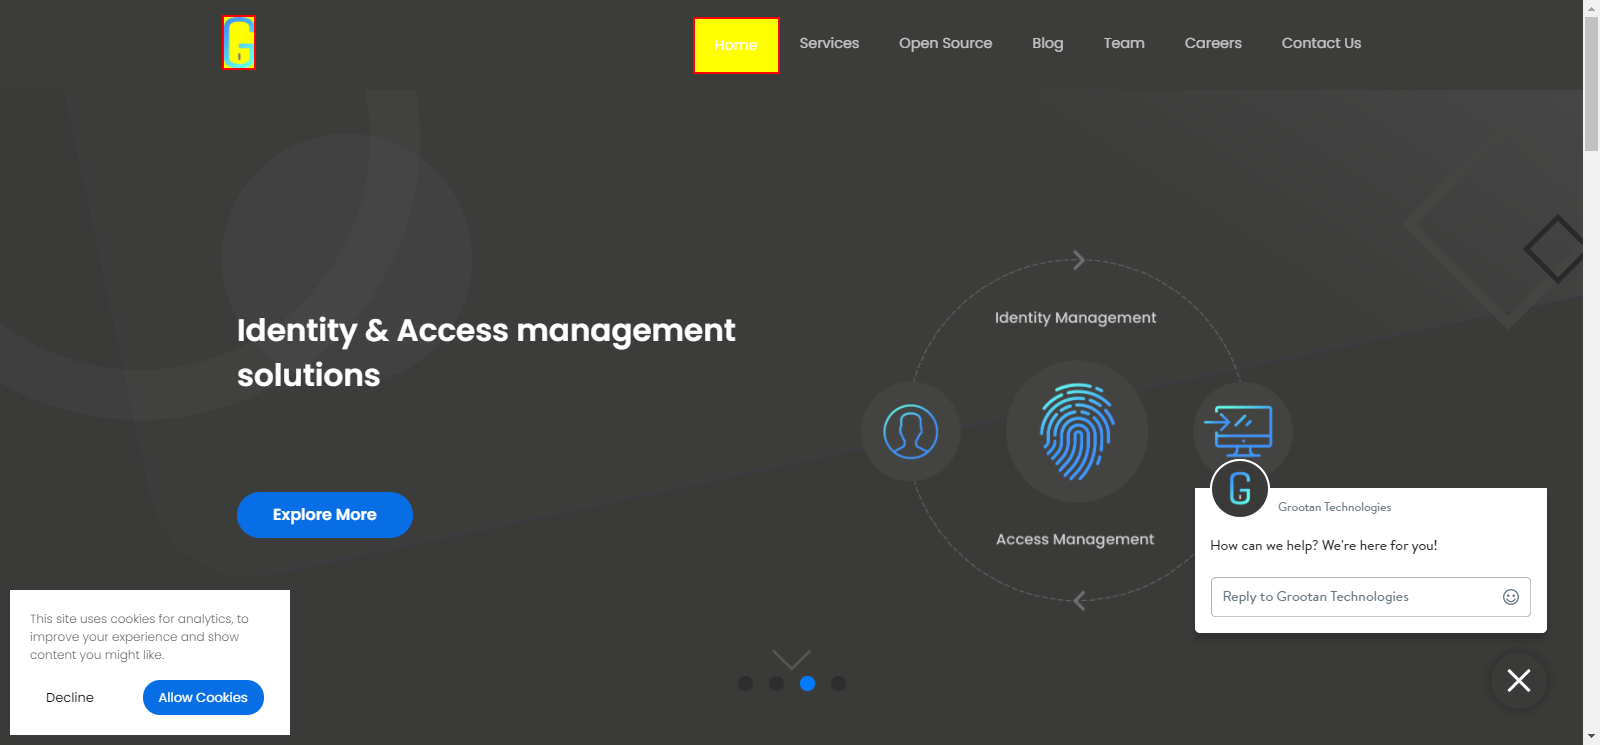 G
Home Services Open Source Blog Team Careers Contact Us
Identity & Access management
solutions
Explore More
Identity Management
Access Management
G
Grootan Technologies
How can we help? We're here for you!
Reply to Grootan Technologies
This site uses cookies for analytics, to
improve your experience and show
content you might like.
Decline Allow Cookies